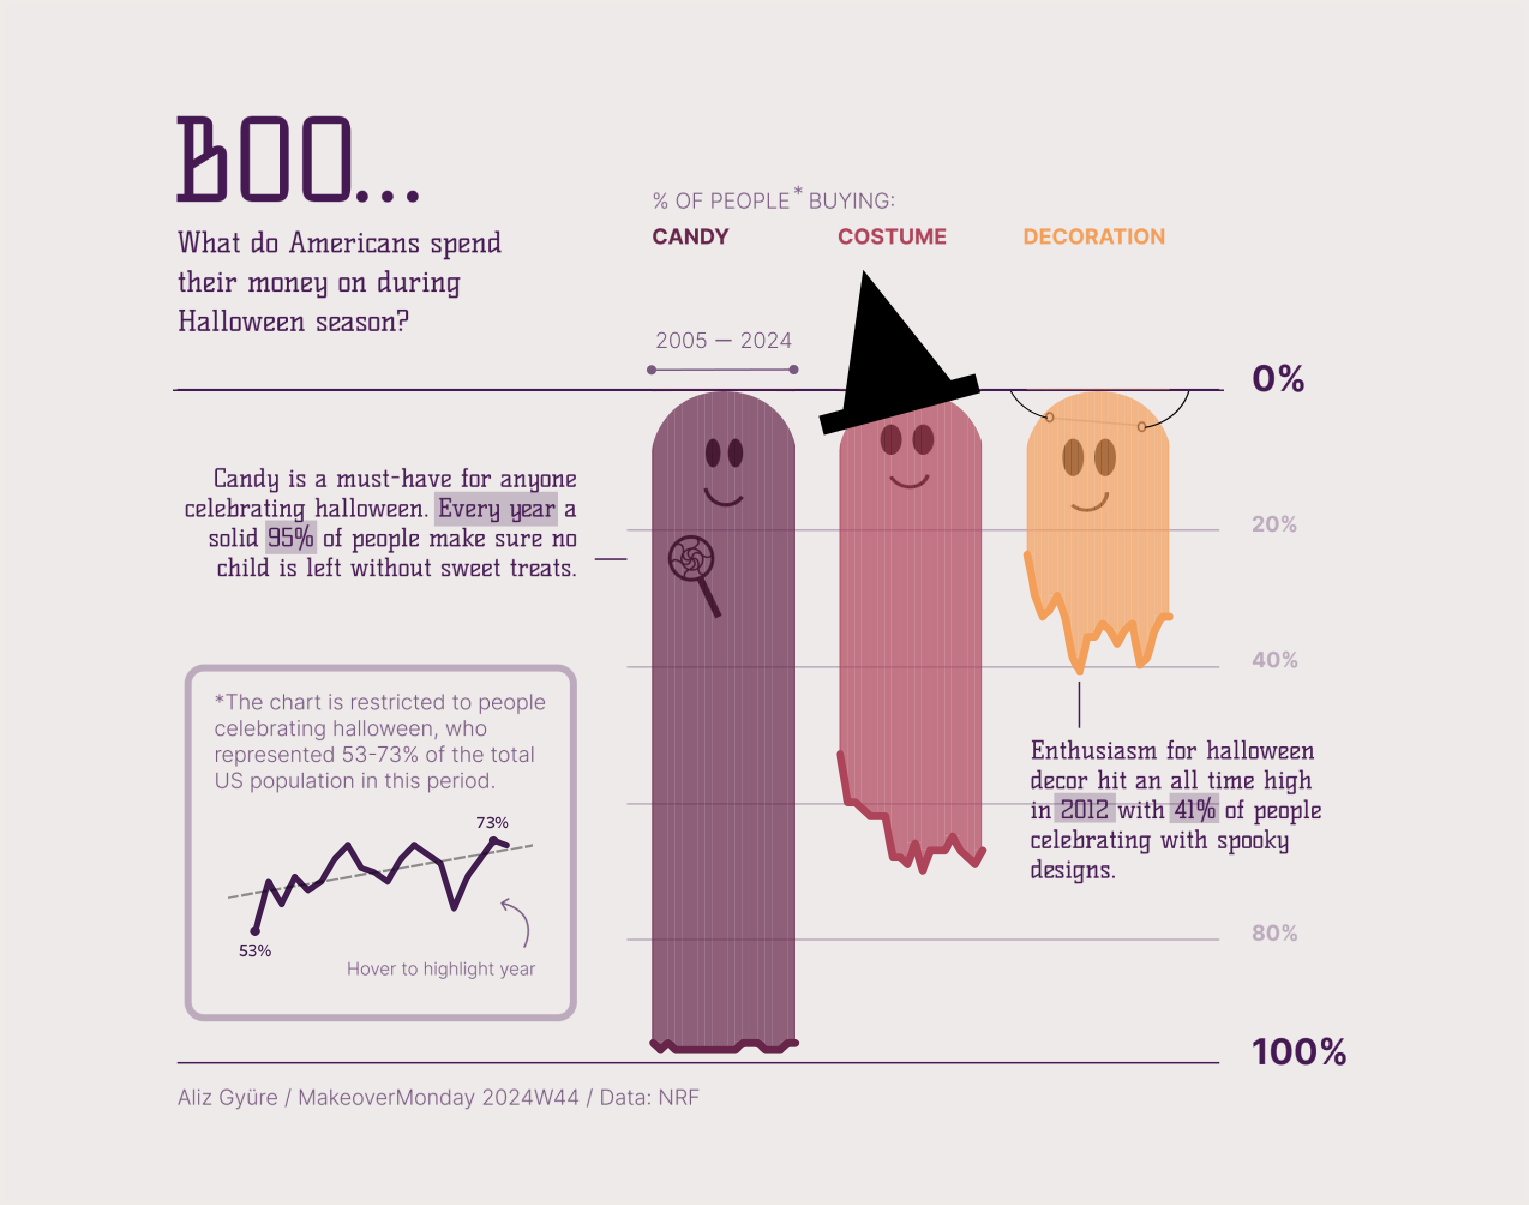 BOO...
What do Americans spend
their money on during
Halloween season?
% OF PEOPLE* BUYING:
CANDY
COSTUME
DECORATION
2005 — 2024
0%
Candy is a must-have for anyone
celebrating halloween. Every year a
solid 95% of people make sure no
child is left without sweet treats.
20%
40%
*The chart is restricted to people
celebrating halloween, who
represented 53-73% of the total
US population in this period.
73%
53%
Hover to highlight year
Enthusiasm for halloween
decor hit an all time high
in 2012 with 41% of people
celebrating with spooky
designs.
80%
100%
Aliz Gyüre / MakeoverMonday 2024W44 / Data: NRF